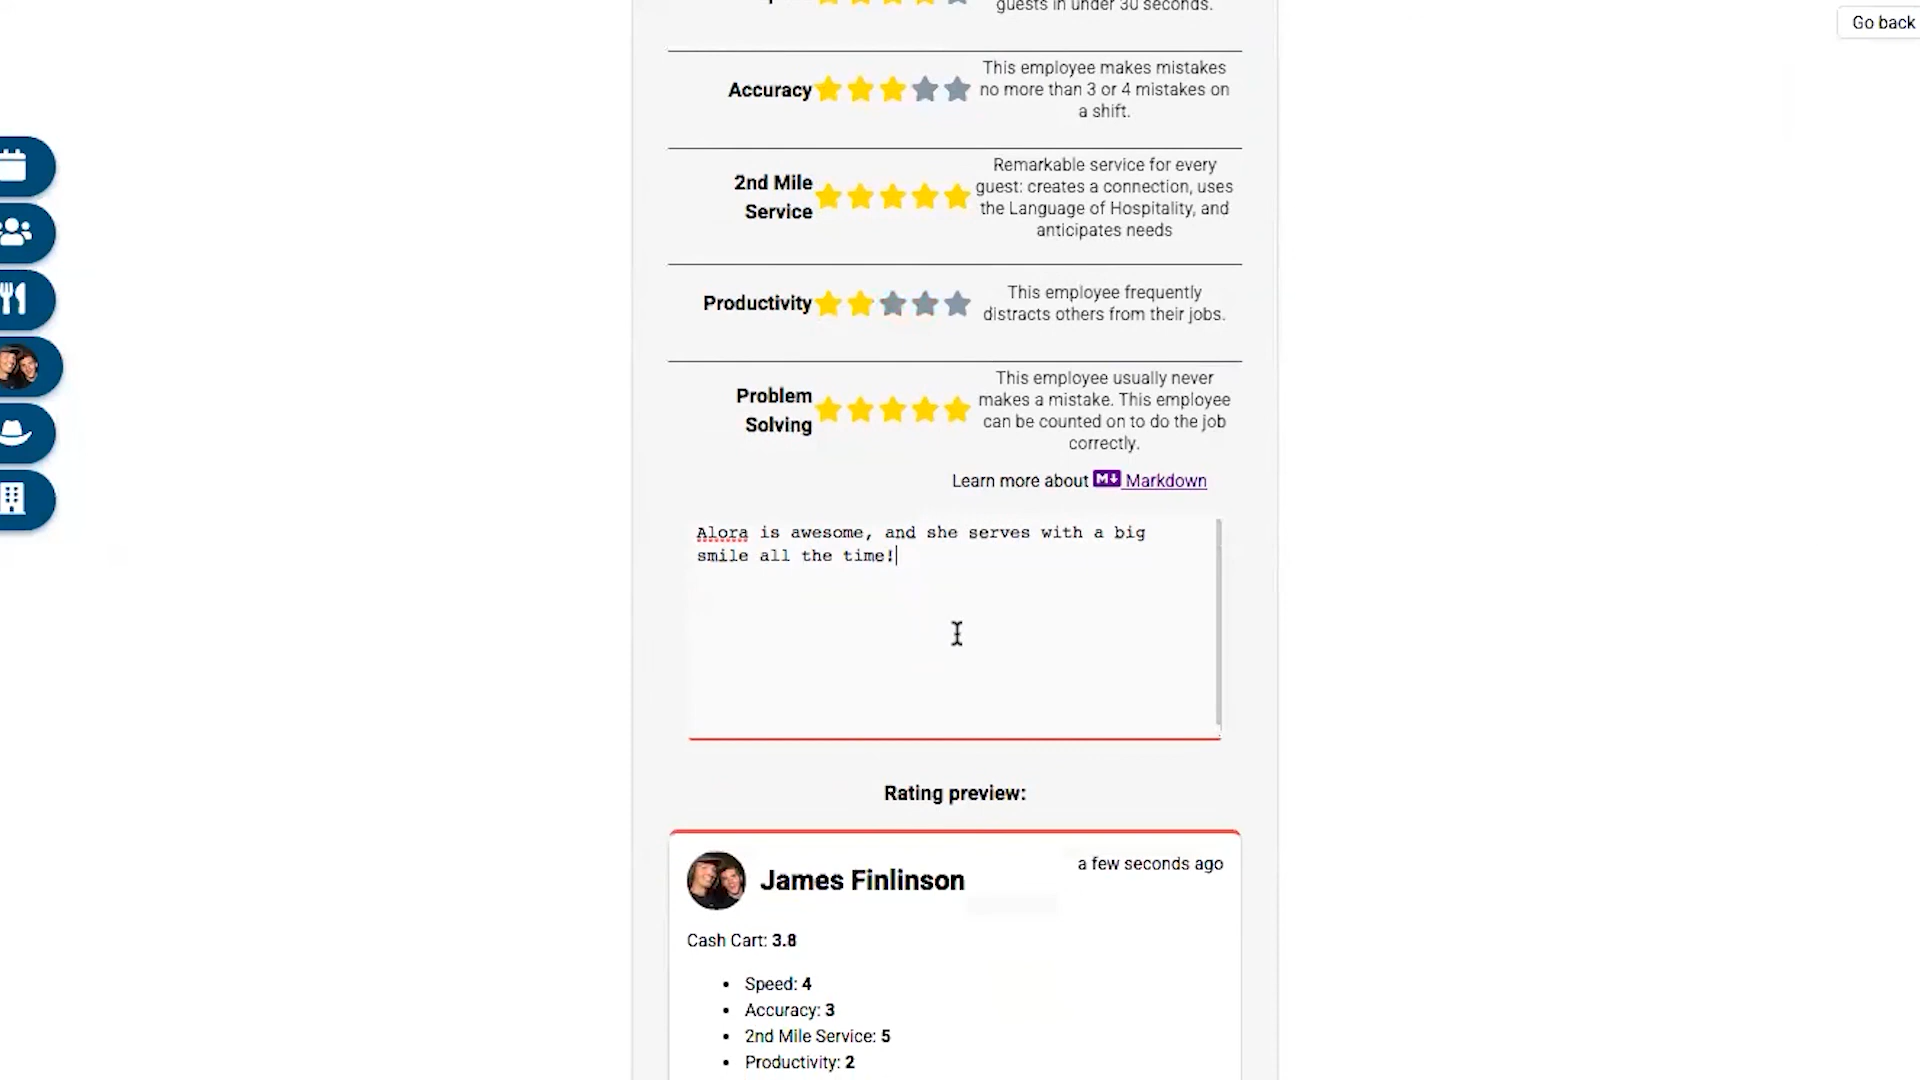 guests in under 30 seconds.
Go back
Accuracy
This employee makes mistakes
no more than 3 or 4 mistakes on
a shift.
2nd Mile
Service
Remarkable service for every
guest: creates a connection, uses
the Language of Hospitality, and
anticipates needs
Productivity
This employee frequently
distracts others from their jobs.
Problem
Solving
This employee usually never
makes a mistake. This employee
can be counted on to do the job
correctly.
Learn more about M Markdown
Alora is awesome, and she serves with a big
smile all the time!
Rating preview:
James Finlinson
a few seconds ago
Cash Cart: 3.8
• Speed: 4
• Accuracy: 3
• 2nd Mile Service: 5
• Productivity: 2